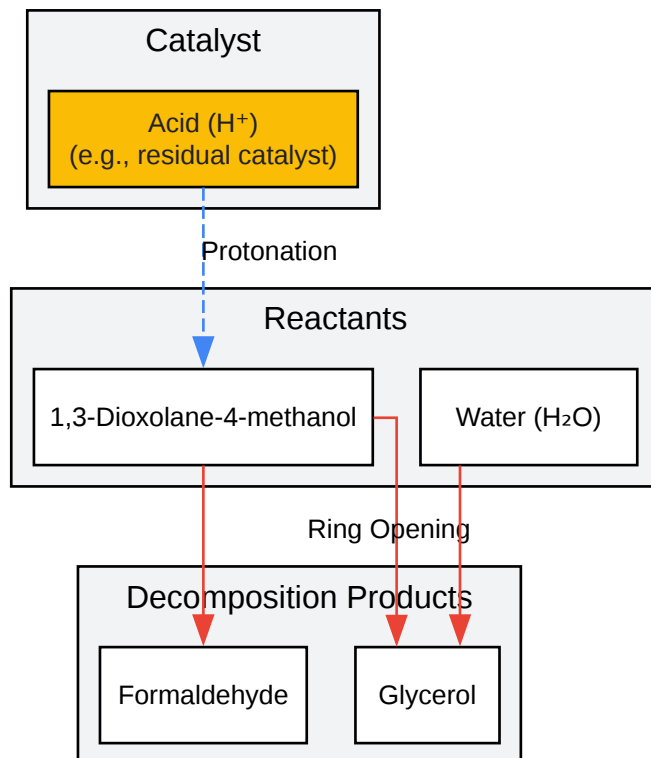 Catalyst
Acid (H⁺)
(e.g., residual catalyst)
Protonation
Reactants
1,3-Dioxolane-4-methanol
Water (H₂O)
Ring Opening
Decomposition Products
Formaldehyde
Glycerol